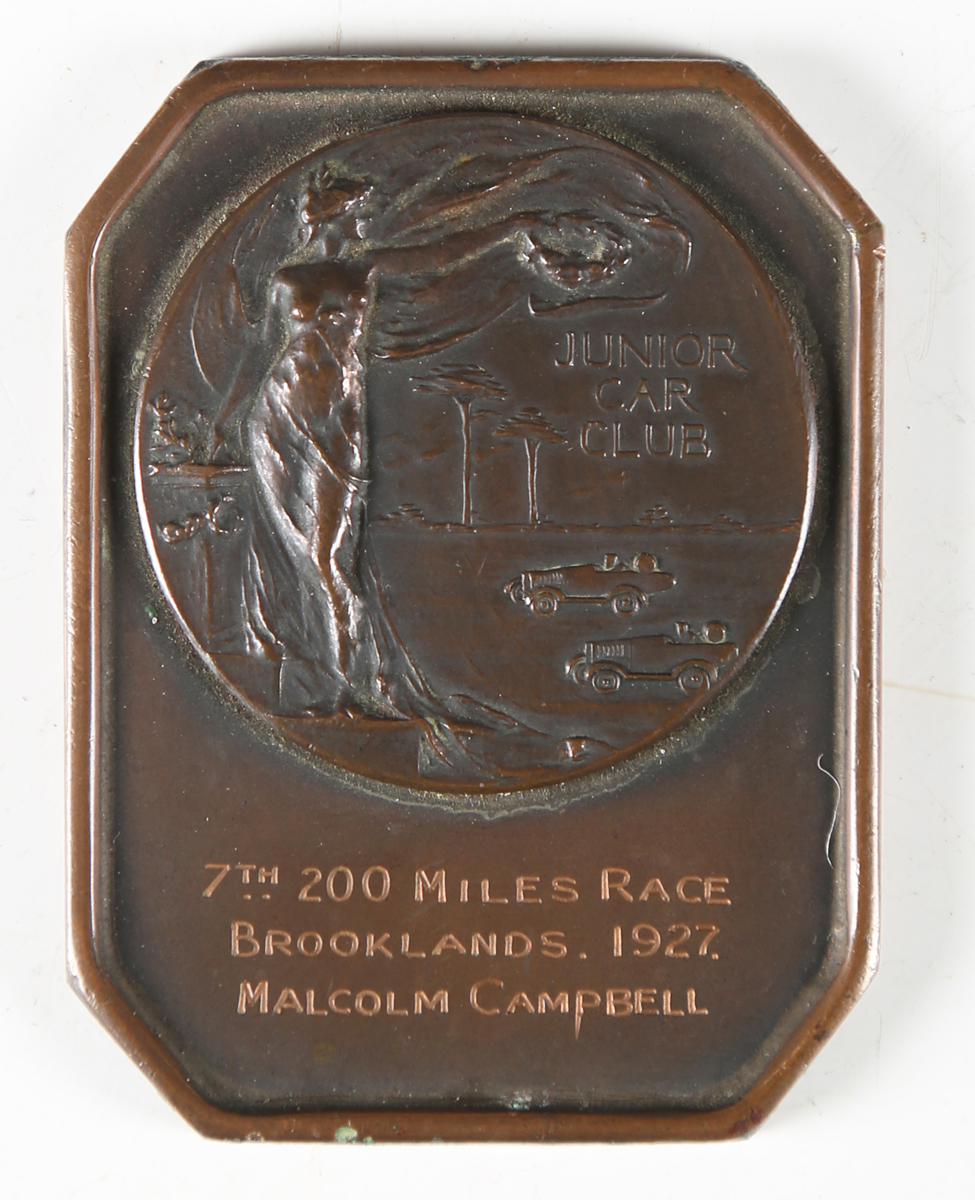 JUNIOR
CAR
CLUB
7TH 200 MILES RACE
BROOKLANDS. 1927.
MALCOLM CAMPBELL